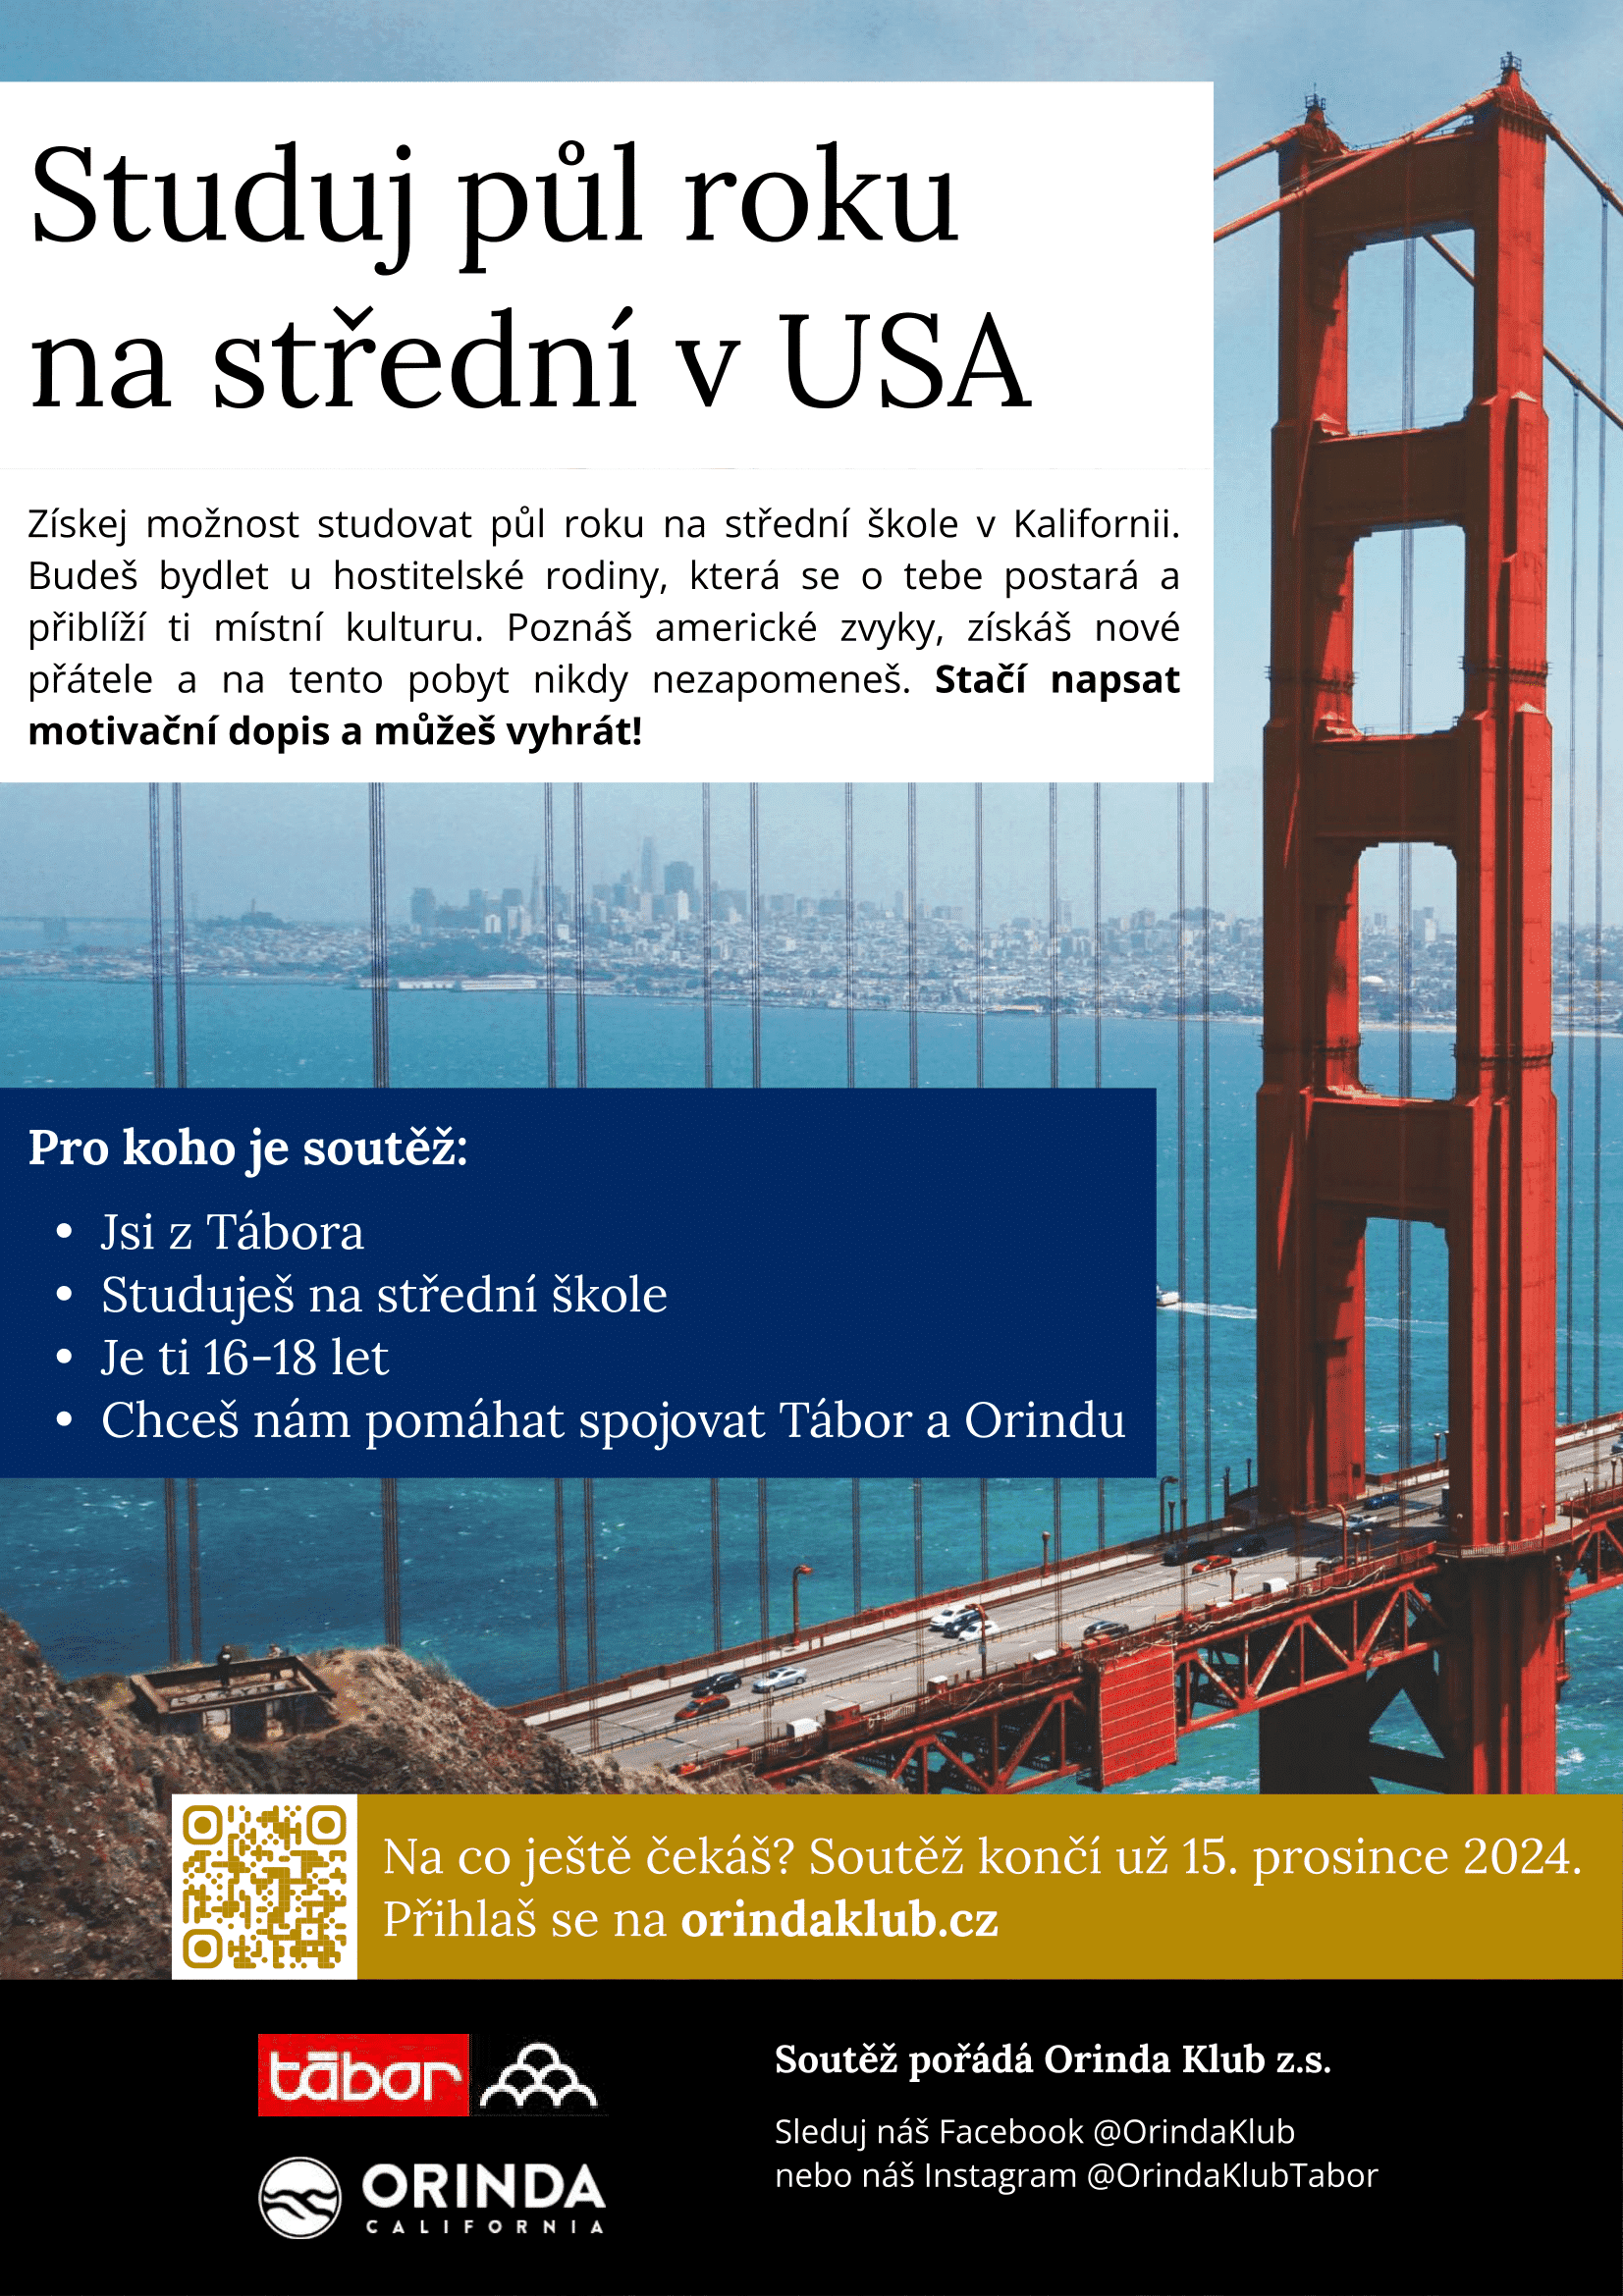 Studuj půl roku
na střední v USA
Získej možnost studovat půl roku na střední škole v Kalifornii.
Budeš bydlet u hostitelské rodiny, která se o tebe postará a
přiblíží ti místní kulturu. Poznáš americké zvyky, získáš nové
přátele a na tento pobyt nikdy nezapomeneš. Stačí napsat
motivační dopis a můžeš vyhrát!
Pro koho je soutěž:
• Jsi z Tábora
• Studuješ na střední škole
• Je ti 16-18 let
• Chceš nám pomáhat spojovat Tábor a Orindu
Na co ještě čekáš? Soutěž končí už 15. prosince 2024.
Přihlaš se na orindaklub.cz
tábor
ORINDA
CALIFORNIA
Soutěž pořádá Orinda Klub z.s.
Sleduj náš Facebook @OrindaKlub
nebo náš Instagram @OrindaKlubTabor